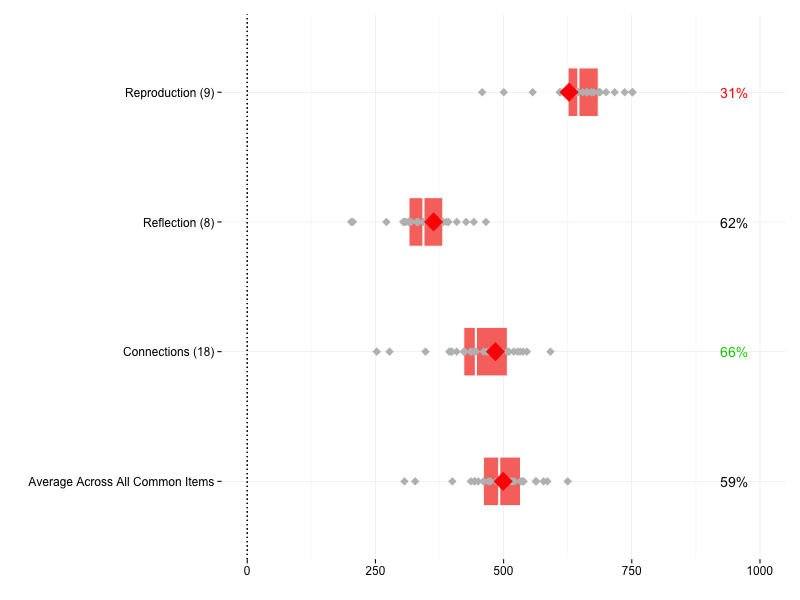 Reproduction (9) 31%
Reflection (8) 62%
Connections (18) 66%
Average Across All Common Items 59%
0 250 500 750 1000